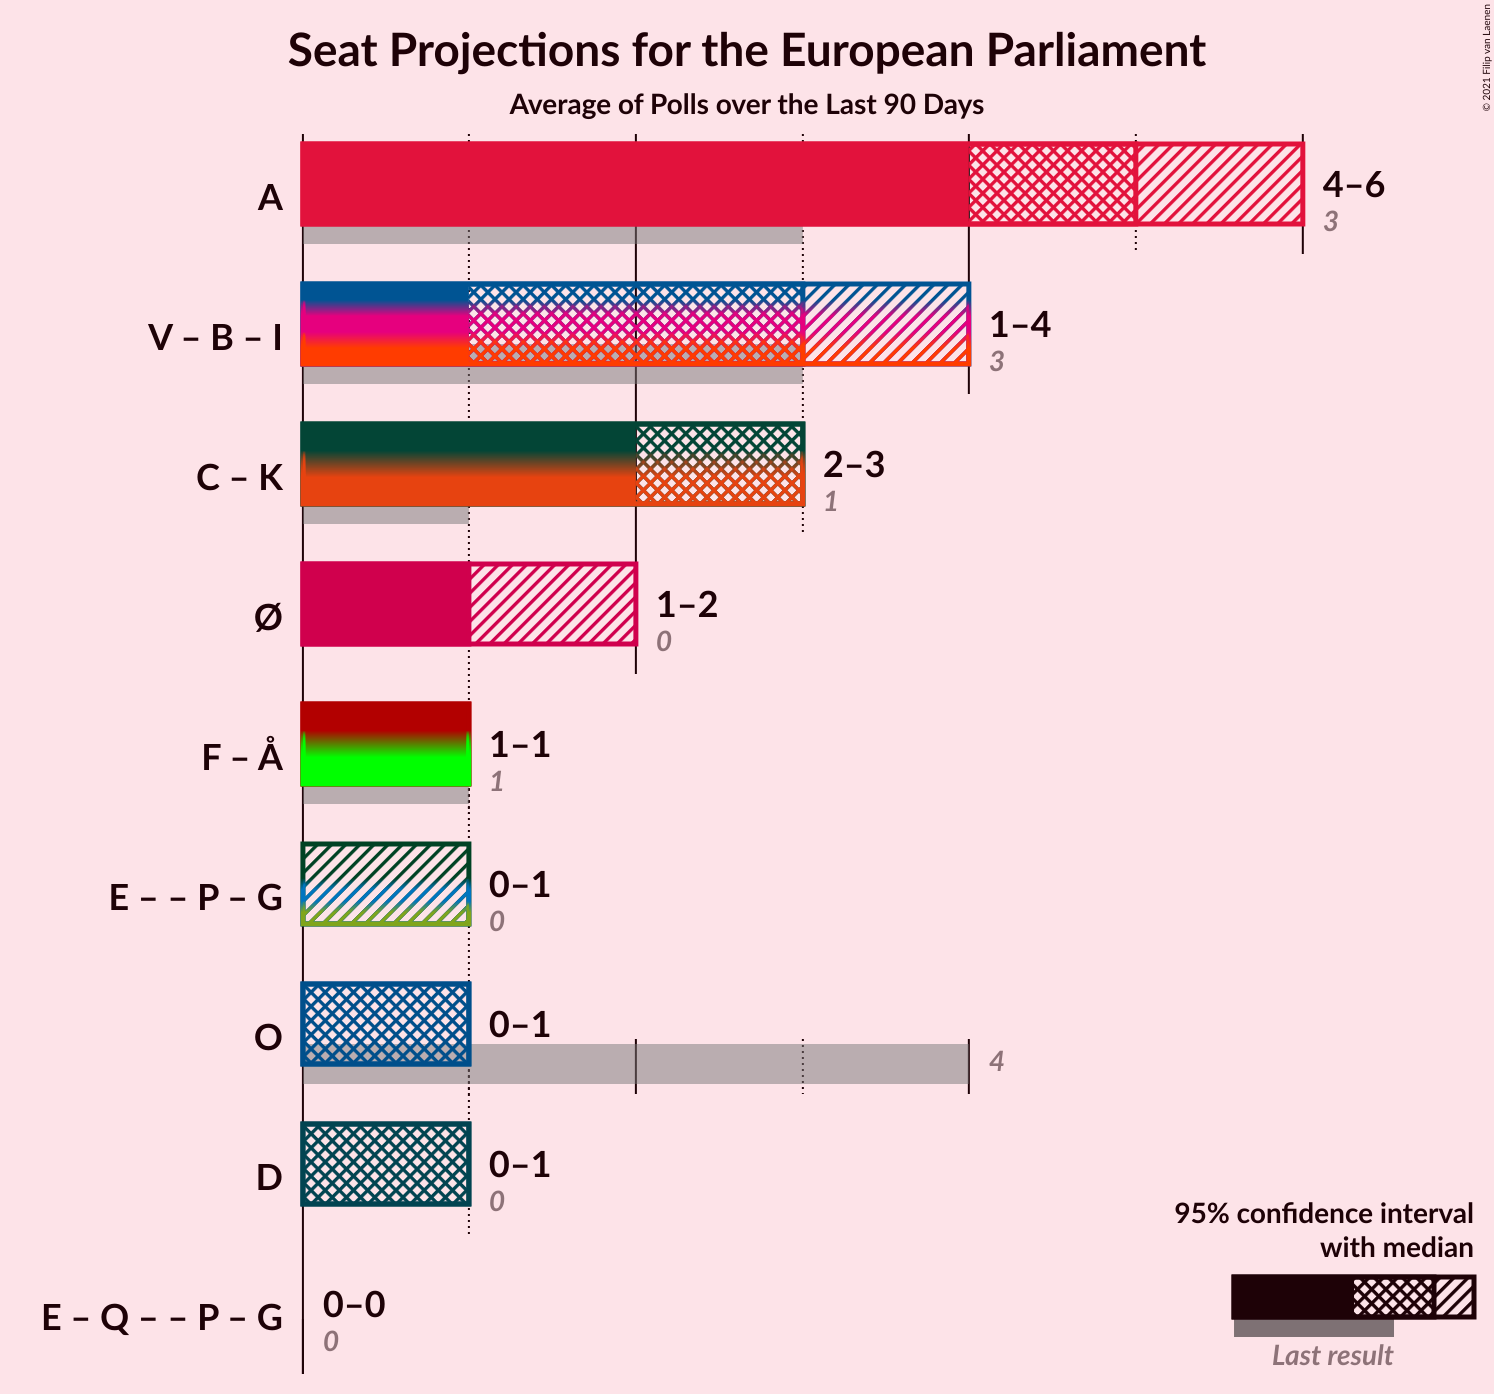 Seat Projections for the European Parliament
Average of Polls over the Last 90 Days
© 2021 Filip van Laenen
A
4–6
3
V – B – I
1–4
3
C – K
2–3
1
Ø
1–2
0
F – Å
1–1
1
E – – P – G
0–1
0
O
0–1
4
D
0–1
0
E – Q – – P – G
0–0
0
95% confidence interval
with median
Last result